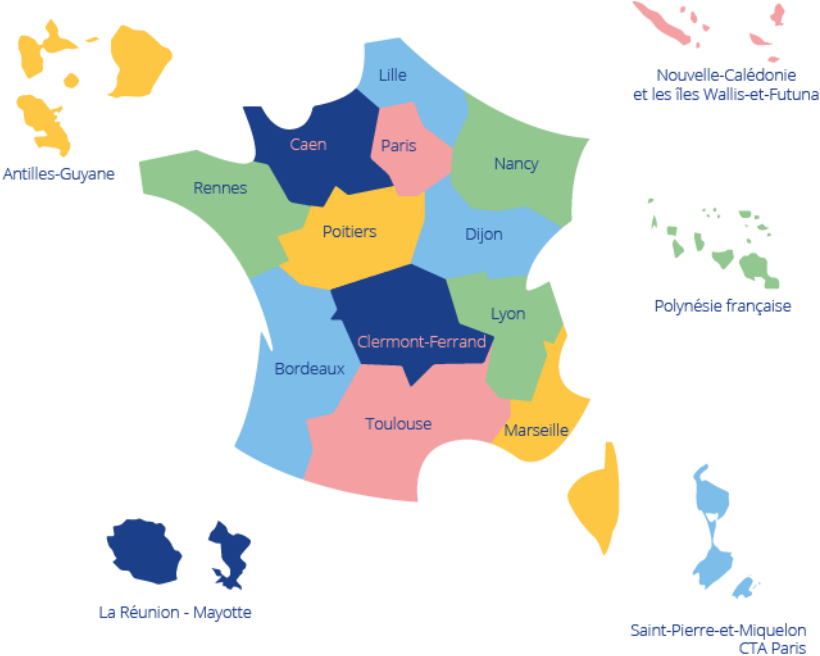 Nouvelle-Calédonie
et les îles Wallis-et-Futuna
Lille
Antilles-Guyane
Caen
Paris
Nancy
Rennes
Poitiers
Dijon
Polynésie française
Lyon
Clermont-Ferrand
Bordeaux
Toulouse
Marseille
La Réunion - Mayotte
Saint-Pierre-et-Miquelon
CTA Paris